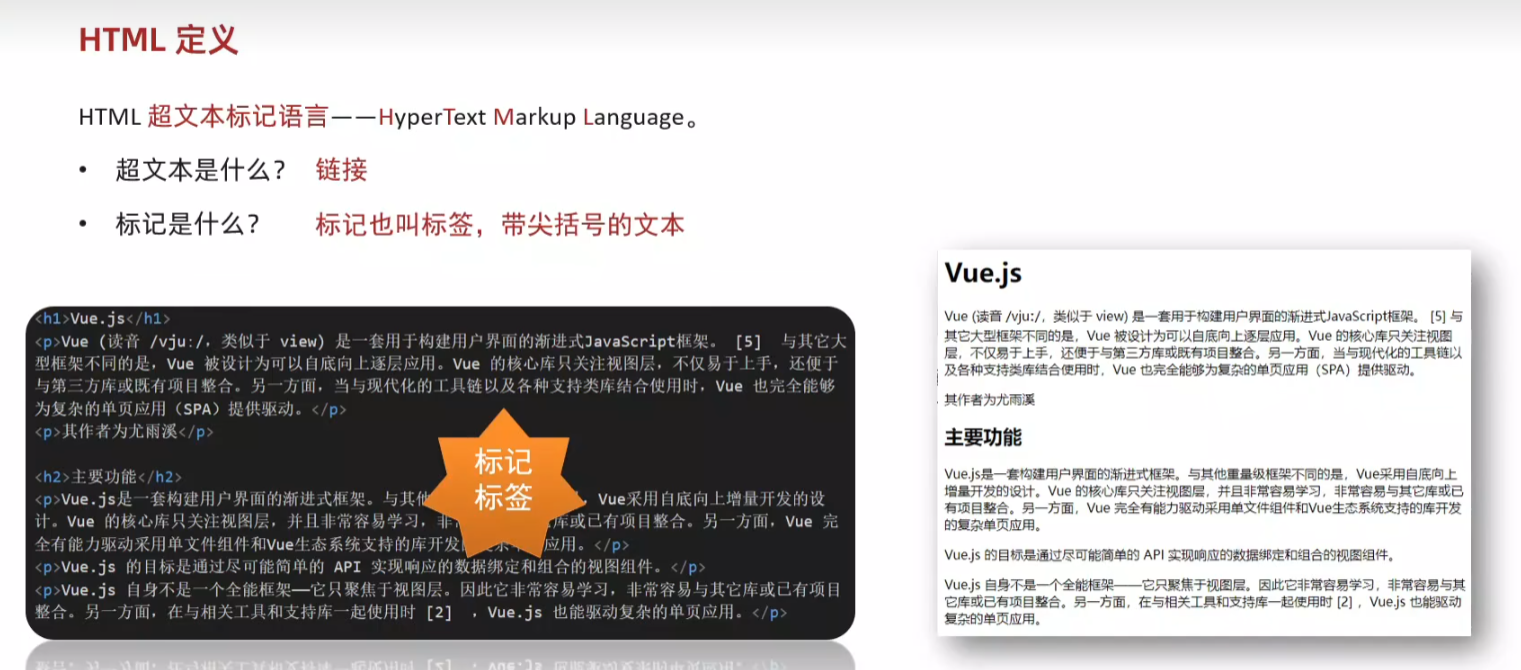 HTML 定义
HTML 超文本标记语言——HyperText Markup Language。
• 超文本是什么? 链接
• 标记是什么? 标记也叫标签，带尖括号的文本
<h1>Vue.js</h1>
<p>Vue (读音 /vjuː/，类似于 view) 是一套用于构建用户界面的渐进式JavaScript框架。 [5] 与其它大
型框架不同的是，Vue 被设计为可以自底向上逐层应用。Vue 的核心库只关注视图层，不仅易于上手，还便于
与第三方库或既有项目整合。另一方面，当与现代化的工具链以及各种支持类库结合使用时，Vue 也完全能够
为复杂的单页应用（SPA）提供驱动。</p>
<p>其作者为尤雨溪</p>
<h2>主要功能</h2>
<p>Vue.js是一套构建用户界面的渐进式框架。与其他，Vue采用自底向上增量开发的设
计。Vue 的核心库只关注视图层，并且非常容易学习，非库或已有项目整合。另一方面，Vue 完
全有能力驱动采用单文件组件和Vue生态系统支持的库开发应用。</p>
<p>Vue.js 的目标是通过尽可能简单的 API 实现响应的数据绑定和组合的视图组件。</p>
<p>Vue.js 自身不是一个全能框架——它只聚焦于视图层。因此它非常容易学习，非常容易与其它库或已有项目
整合。另一方面，在与相关工具和支持库一起使用时 [2] ，Vue.js 也能驱动复杂的单页应用。</p>
标记
标签
Vue.js
Vue (读音 /vjuː/，类似于 view) 是一套用于构建用户界面的渐进式JavaScript框架。 [5] 与
其它大型框架不同的是，Vue 被设计为可以自底向上逐层应用。Vue 的核心库只关注视图
层，不仅易于上手，还便于与第三方库或既有项目整合。另一方面，当与现代化的工具链以
及各种支持类库结合使用时，Vue 也完全能够为复杂的单页应用（SPA）提供驱动。
其作者为尤雨溪
主要功能
Vue.js是一套构建用户界面的渐进式框架。与其他重量级框架不同的是，Vue采用自底向上
增量开发的设计。Vue 的核心库只关注视图层，并且非常容易学习，非常容易与其它库或已
有项目整合。另一方面，Vue 完全有能力驱动采用单文件组件和Vue生态系统支持的库开发
的复杂单页应用。
Vue.js 的目标是通过尽可能简单的 API 实现响应的数据绑定和组合的视图组件。
Vue.js 自身不是一个全能框架——它只聚焦于视图层。因此它非常容易学习，非常容易与其
它库或已有项目整合。另一方面，在与相关工具和支持库一起使用时 [2] ，Vue.js 也能驱动
复杂的单页应用。